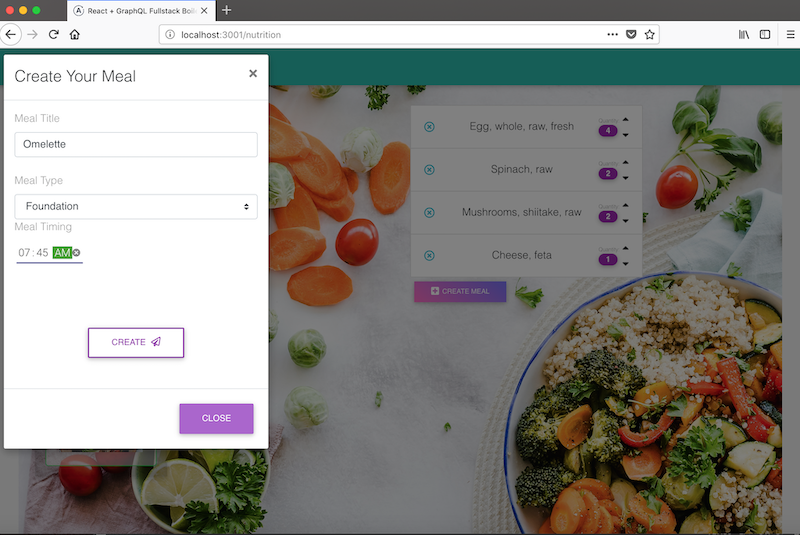 React + GraphQL Fullstack Boil
localhost:3001/nutrition
Create Your Meal
Meal Title
Omelette
Meal Type
Foundation
Meal Timing
07 : 45 AM
CREATE
CLOSE
Egg, whole, raw, fresh
Quantity
4
Spinach, raw
Quantity
2
Mushrooms, shiitake, raw
Quantity
2
Cheese, feta
Quantity
1
CREATE MEAL